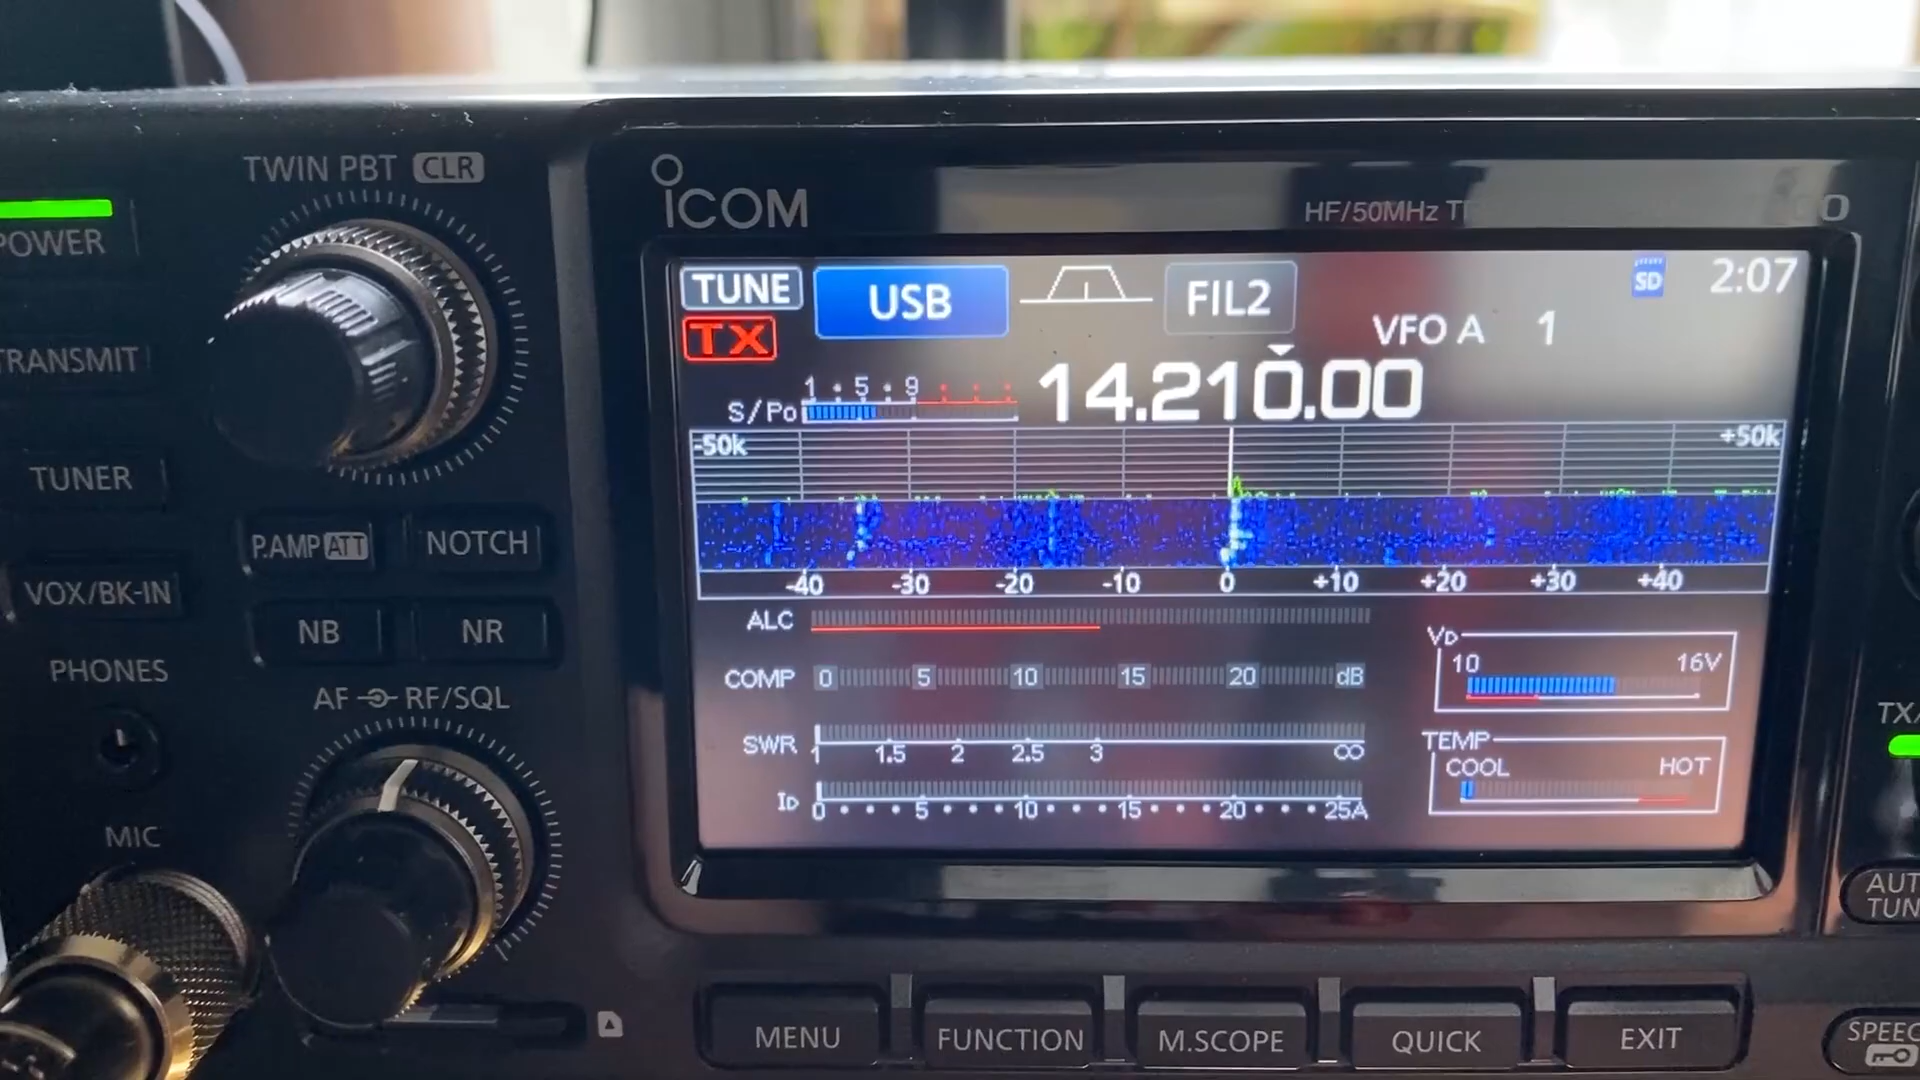 TWIN PBT CLR
POWER
TRANSMIT
TUNER
P.AMP ATT
NOTCH
VOX/BK-IN
NB
NR
PHONES
AF RF/SQL
MIC
ICOM
HF/50MHz
TUNE
USB
FIL2
SD
2:07
TX
VFO A 1
1 5 9
S/Po
14.210.00
-50k
+50k
-40 -30 -20 -10 0 +10 +20 +30 +40
ALC
COMP 0 5 10 15 20 dB
SWR 1 1.5 2 2.5 3 ∞
ID 0 5 10 15 20 25A
VD
10 16V
TEMP
COOL HOT
TX/
AUT
TUN
MENU
FUNCTION
M.SCOPE
QUICK
EXIT
SPEEC